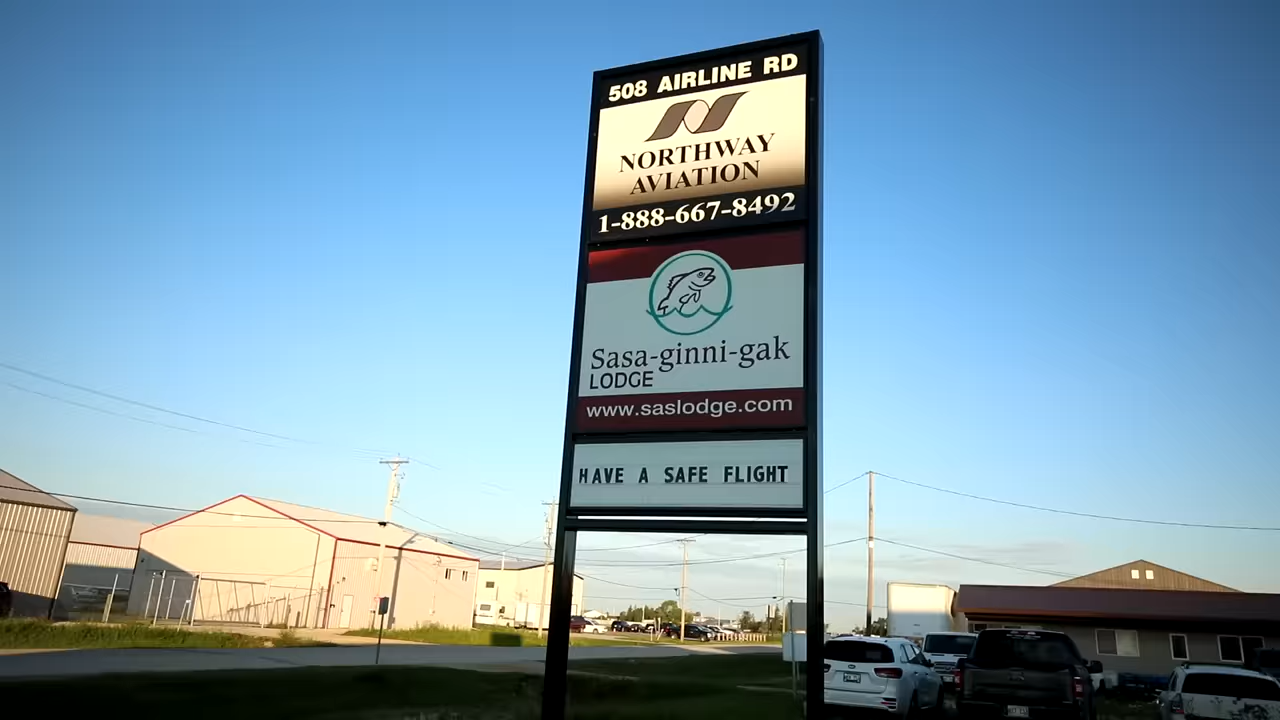 508 AIRLINE RD
NORTHWAY
AVIATION
1-888-667-8492
Sasa-ginni-gak
LODGE
www.saslodge.com
HAVE A SAFE FLIGHT